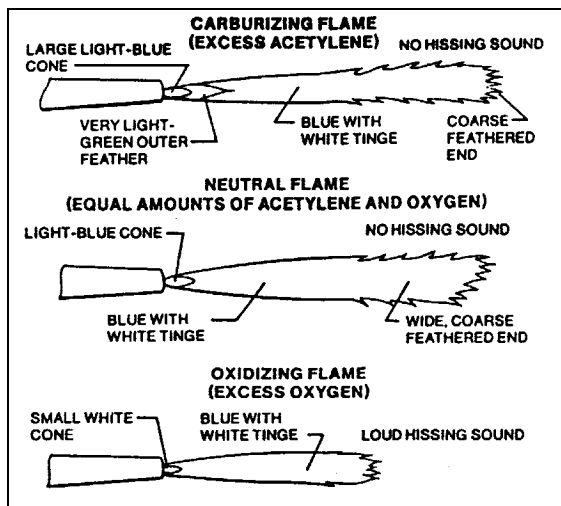 CARBURIZING FLAME
(EXCESS ACETYLENE)
LARGE LIGHT-BLUE
CONE
NO HISSING SOUND
VERY LIGHT-
GREEN OUTER
FEATHER
BLUE WITH
WHITE TINGE
COARSE
FEATHERED
END
NEUTRAL FLAME
(EQUAL AMOUNTS OF ACETYLENE AND OXYGEN)
LIGHT-BLUE CONE
NO HISSING SOUND
BLUE WITH
WHITE TINGE
WIDE, COARSE
FEATHERED END
OXIDIZING FLAME
(EXCESS OXYGEN)
SMALL WHITE
CONE
BLUE WITH
WHITE TINGE
LOUD HISSING SOUND